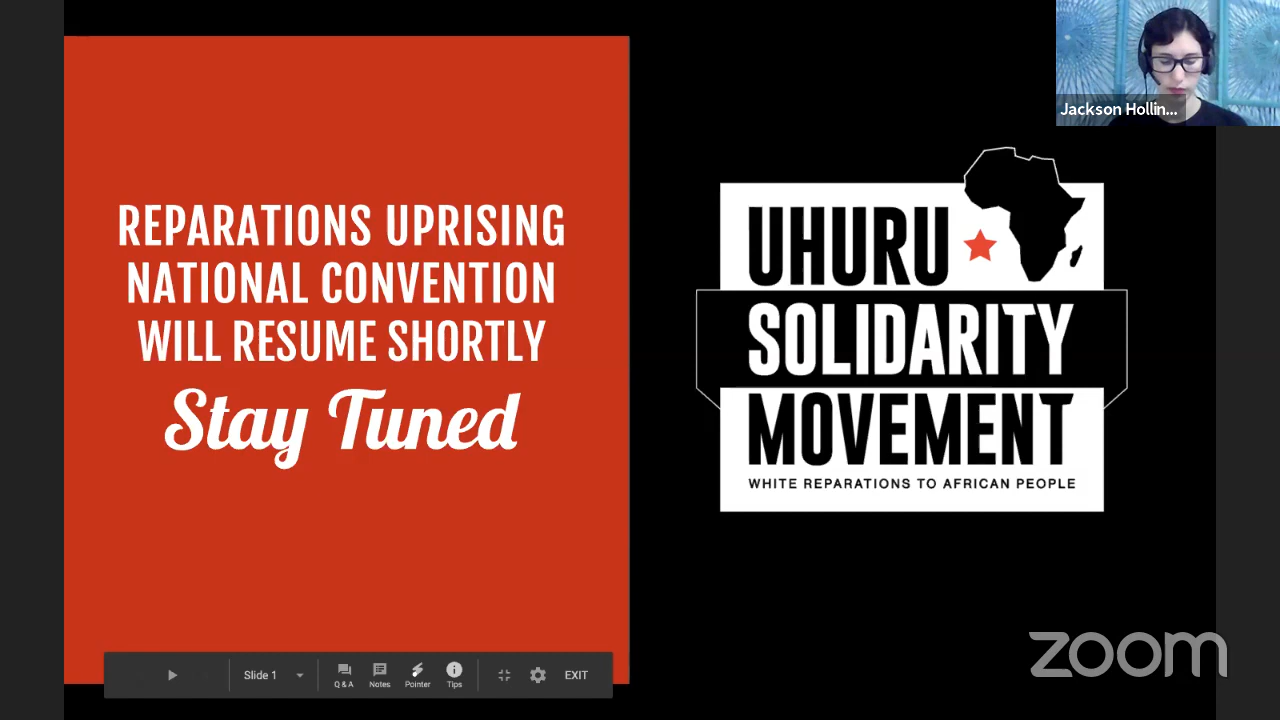 Jackson Hollin...
REPARATIONS UPRISING
NATIONAL CONVENTION
WILL RESUME SHORTLY
Stay Tuned
UHURU
SOLIDARITY
MOVEMENT
WHITE REPARATIONS TO AFRICAN PEOPLE
Slide 1
Q & A
Notes
Pointer
Tips
EXIT
zoom